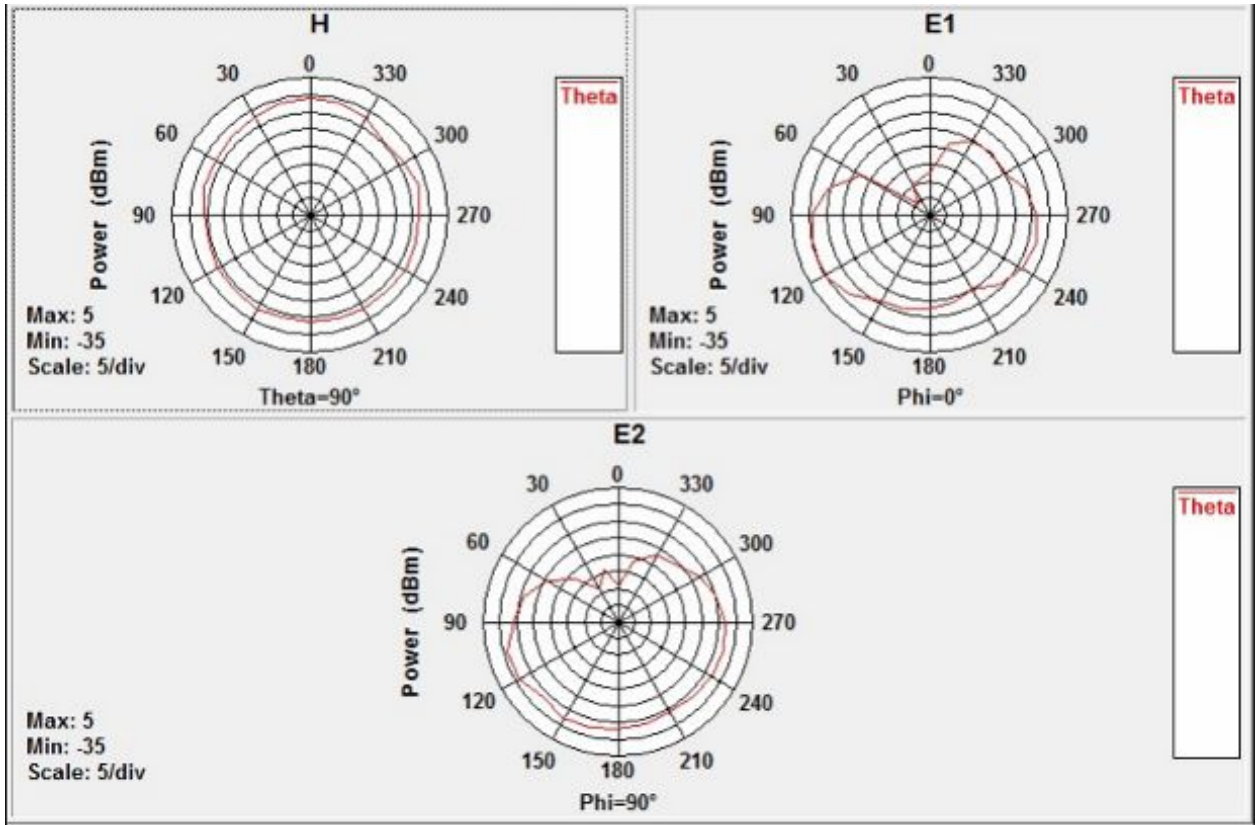 H
0
30
330
60
300
90
270
120
240
150
210
180
Power (dBm)
Theta
Max: 5
Min: -35
Scale: 5/div
Theta=90°
E1
0
30
330
60
300
90
270
120
240
150
210
180
Power (dBm)
Theta
Max: 5
Min: -35
Scale: 5/div
Phi=0°
E2
0
30
330
60
300
90
270
120
240
150
210
180
Power (dBm)
Theta
Max: 5
Min: -35
Scale: 5/div
Phi=90°